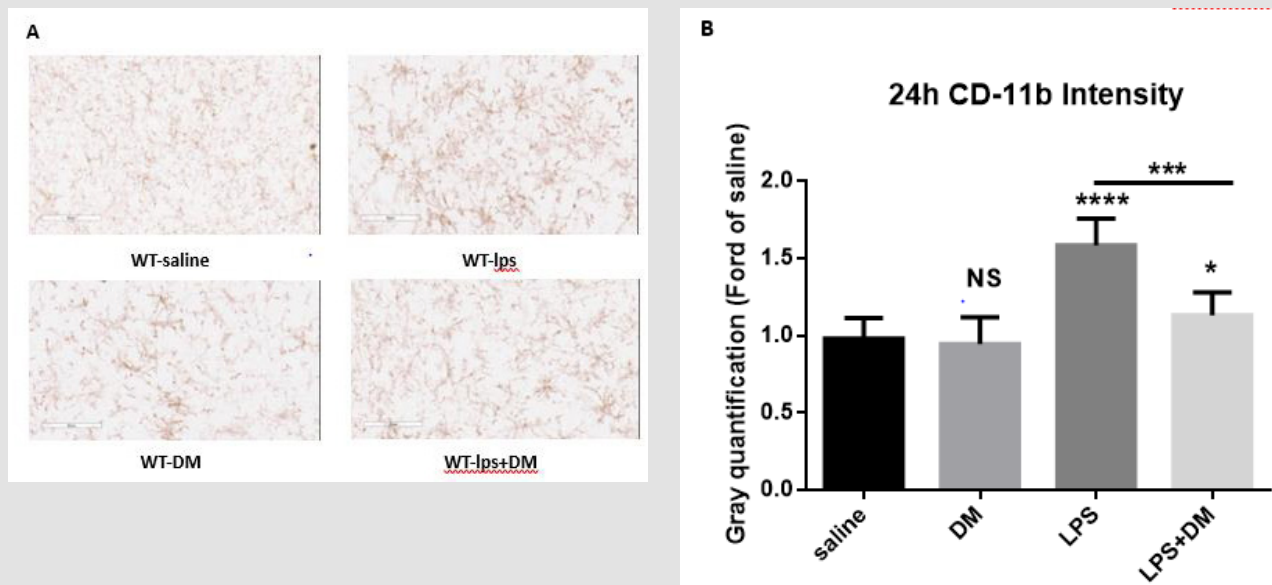 A
WT-saline
WT-lps
WT-DM
WT-lps+DM
B
24h CD-11b Intensity
Gray quantification (Ford of saline)
2.0
1.5
1.0
0.5
0.0
NS
****
***
*
saline
DM
LPS
LPS+DM